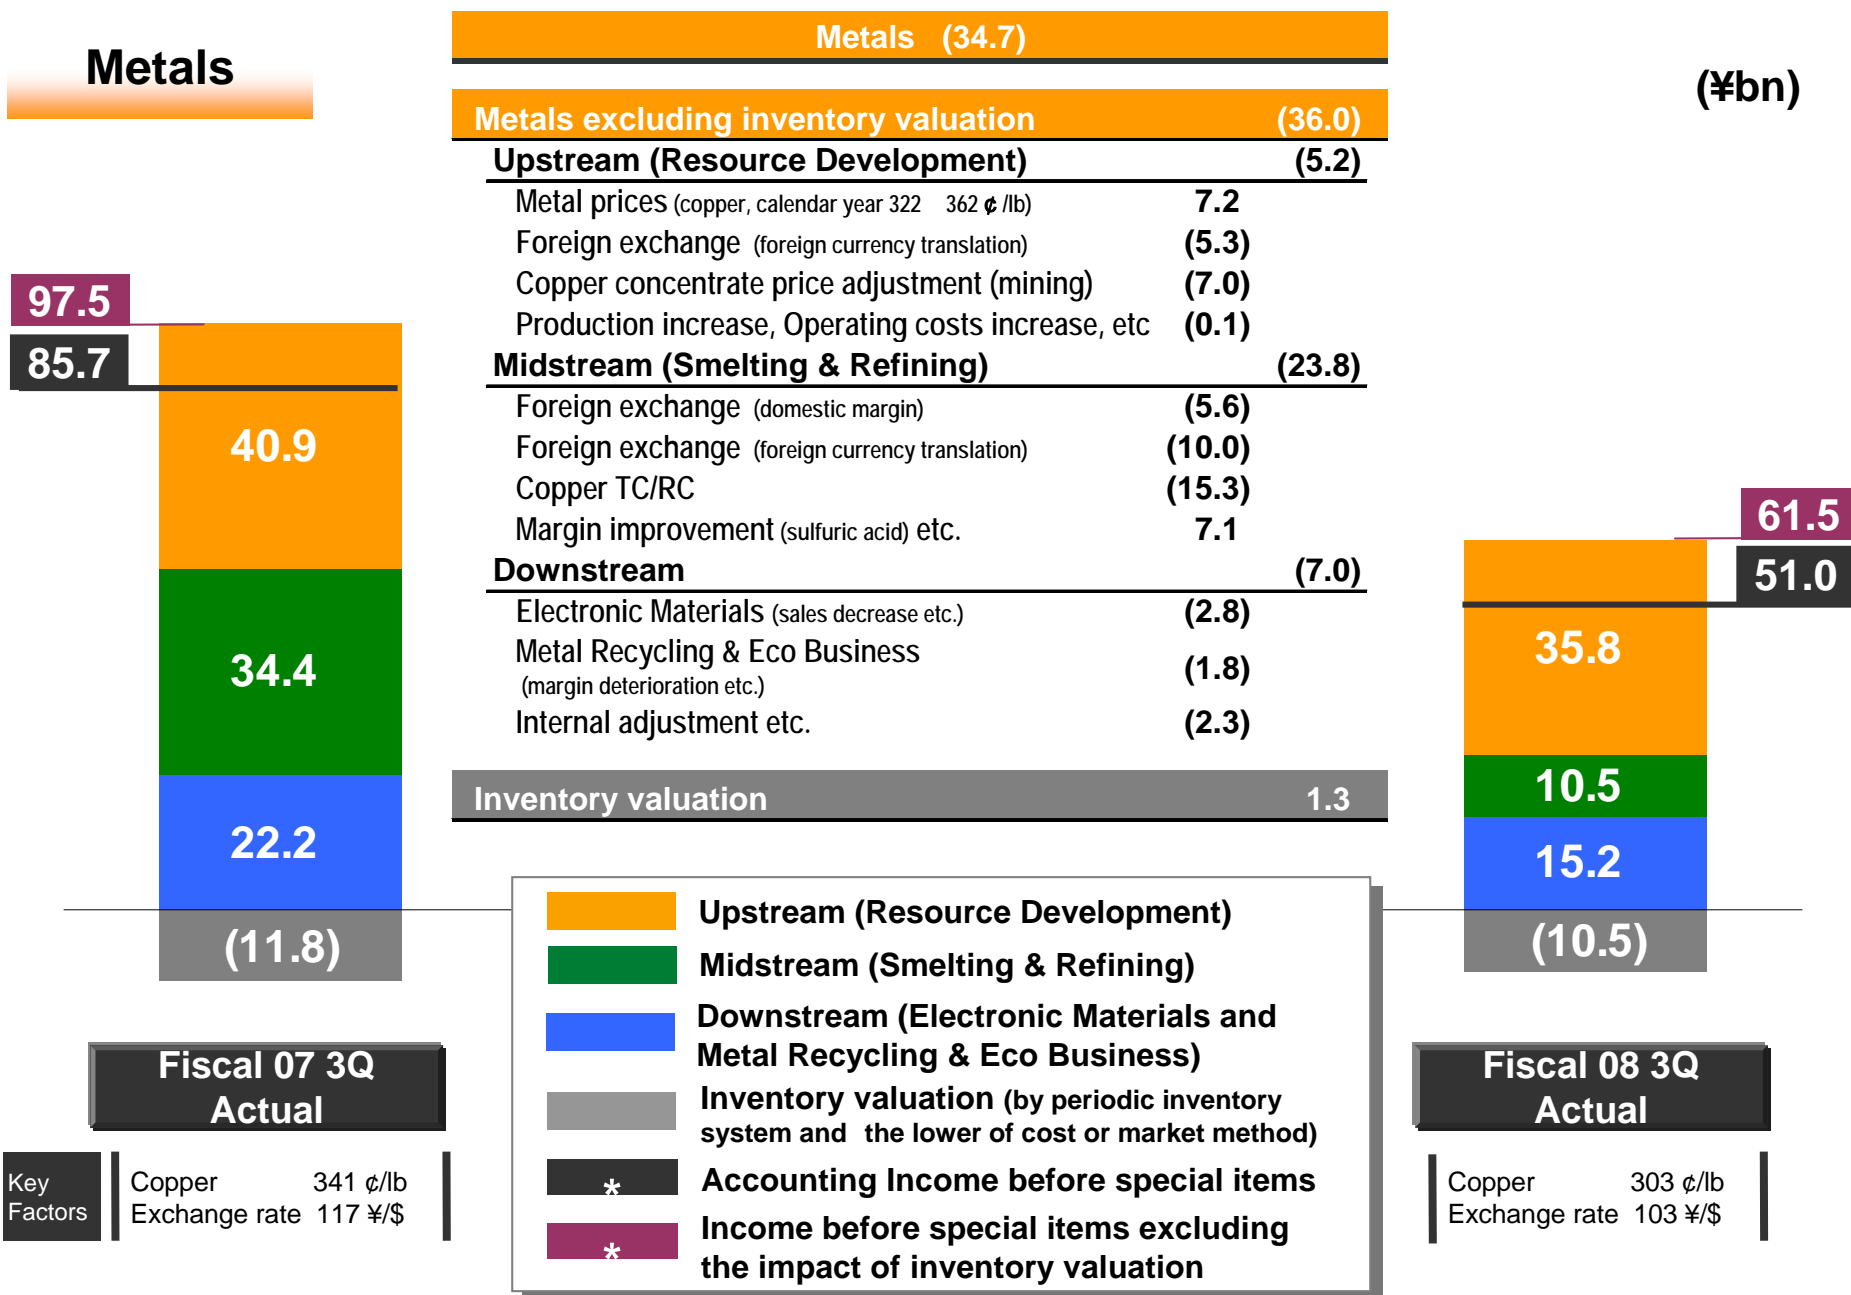 Metals
(¥bn)
Metals (34.7)
Metals excluding inventory valuation (36.0)
Upstream (Resource Development) (5.2)
Metal prices (copper, calendar year 322 362 ¢ /lb) 7.2
Foreign exchange (foreign currency translation) (5.3)
Copper concentrate price adjustment (mining) (7.0)
Production increase, Operating costs increase, etc (0.1)
Midstream (Smelting & Refining) (23.8)
Foreign exchange (domestic margin) (5.6)
Foreign exchange (foreign currency translation) (10.0)
Copper TC/RC (15.3)
Margin improvement (sulfuric acid) etc. 7.1
Downstream (7.0)
Electronic Materials (sales decrease etc.) (2.8)
Metal Recycling & Eco Business
(margin deterioration etc.) (1.8)
Internal adjustment etc. (2.3)
Inventory valuation 1.3
97.5
85.7
40.9
34.4
22.2
(11.8)
Fiscal 07 3Q
Actual
Key
Factors
Copper 341 ¢/lb
Exchange rate 117 ¥/$
Upstream (Resource Development)
Midstream (Smelting & Refining)
Downstream (Electronic Materials and
Metal Recycling & Eco Business)
Inventory valuation (by periodic inventory
system and the lower of cost or market method)
* Accounting Income before special items
* Income before special items excluding
the impact of inventory valuation
61.5
51.0
35.8
10.5
15.2
(10.5)
Fiscal 08 3Q
Actual
Copper 303 ¢/lb
Exchange rate 103 ¥/$